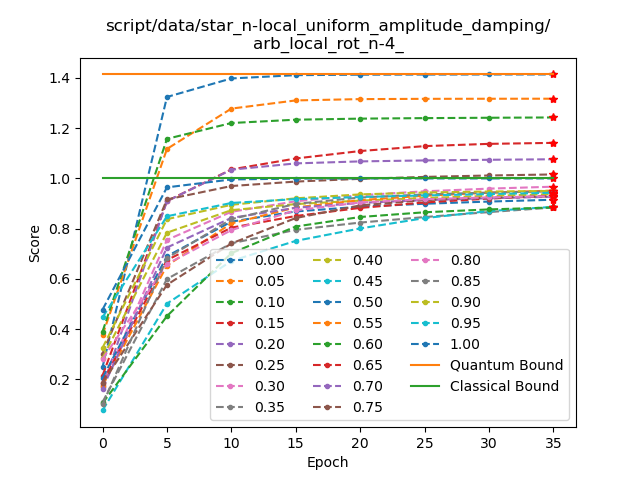 script/data/star_n-local_uniform_amplitude_damping/
arb_local_rot_n-4_
Score
1.4
1.2
1.0
0.8
0.6
0.4
0.2
0.00 0.40 0.80
0.05 0.45 0.85
0.10 0.50 0.90
0.15 0.55 0.95
0.20 0.60 1.00
0.25 0.65 Quantum Bound
0.30 0.70 Classical Bound
0.35 0.75
0 5 10 15 20 25 30 35
Epoch